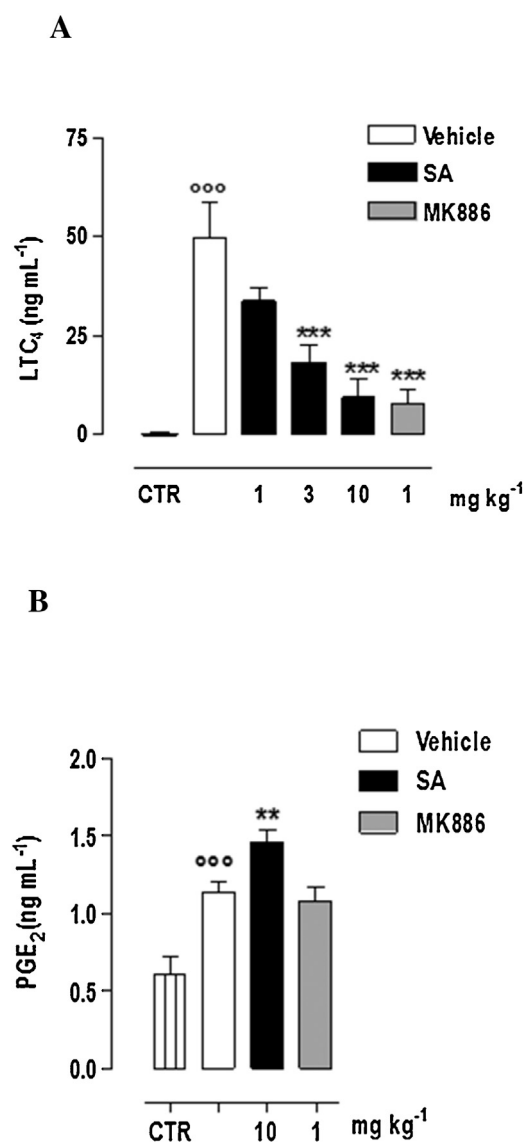 A
75
50
25
0
LTC4 (ng mL-1)
°°°
***
***
***
Vehicle
SA
MK886
CTR 1 3 10 1 mg kg-1
B
2.0
1.5
1.0
0.5
0.0
PGE2(ng mL-1)
°°°
**
Vehicle
SA
MK886
CTR 10 1 mg kg-1